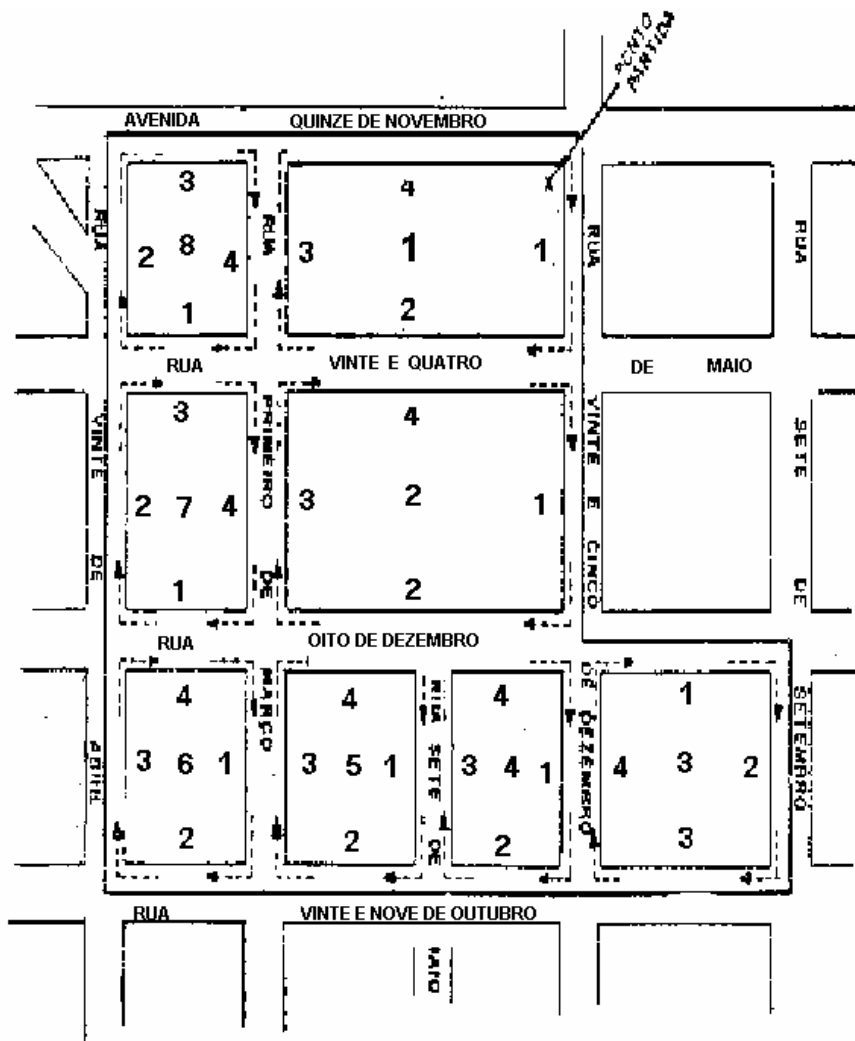 PONTO
PARTIDA
AVENIDA QUINZE DE NOVEMBRO
3
2 8 4
1
4
3 1 1
2
RUA
RUA
RUA
RUA
RUA VINTE E QUATRO DE MAIO
3
2 7 4
1
4
3 2 1
2
VINTE DE
PRIMEIRO DE
VINTE E CINCO
SETE DE
RUA OITO DE DEZEMBRO
4
3 6 1
2
4
3 5 1
2
4
3 4 1
2
1
4 3 2
3
ABRIL
MARÇO
RUA SETE DE
DE DEZEMBRO
SETEMBRO
RUA VINTE E NOVE DE OUTUBRO
MAIO